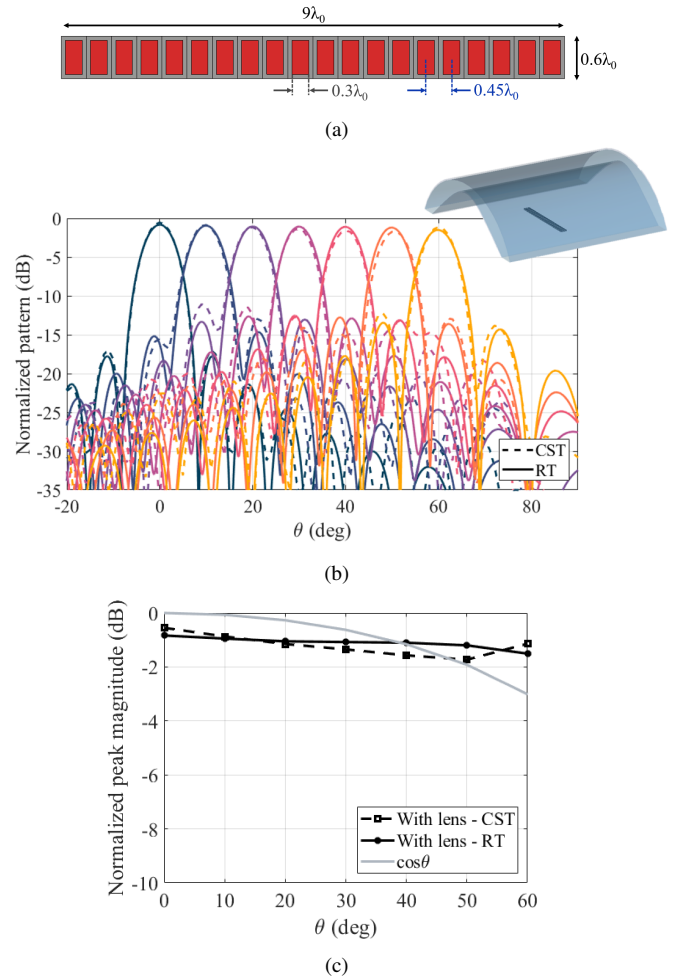 9λ₀
0.6λ₀
0.3λ₀
0.45λ₀
(a)
Normalized pattern (dB)
0
-5
-10
-15
-20
-25
-30
-35
-20
0
20
40
60
80
θ (deg)
CST
RT
(b)
Normalized peak magnitude (dB)
0
-2
-4
-6
-8
-10
0
10
20
30
40
50
60
θ (deg)
With lens - CST
With lens - RT
cosθ
(c)